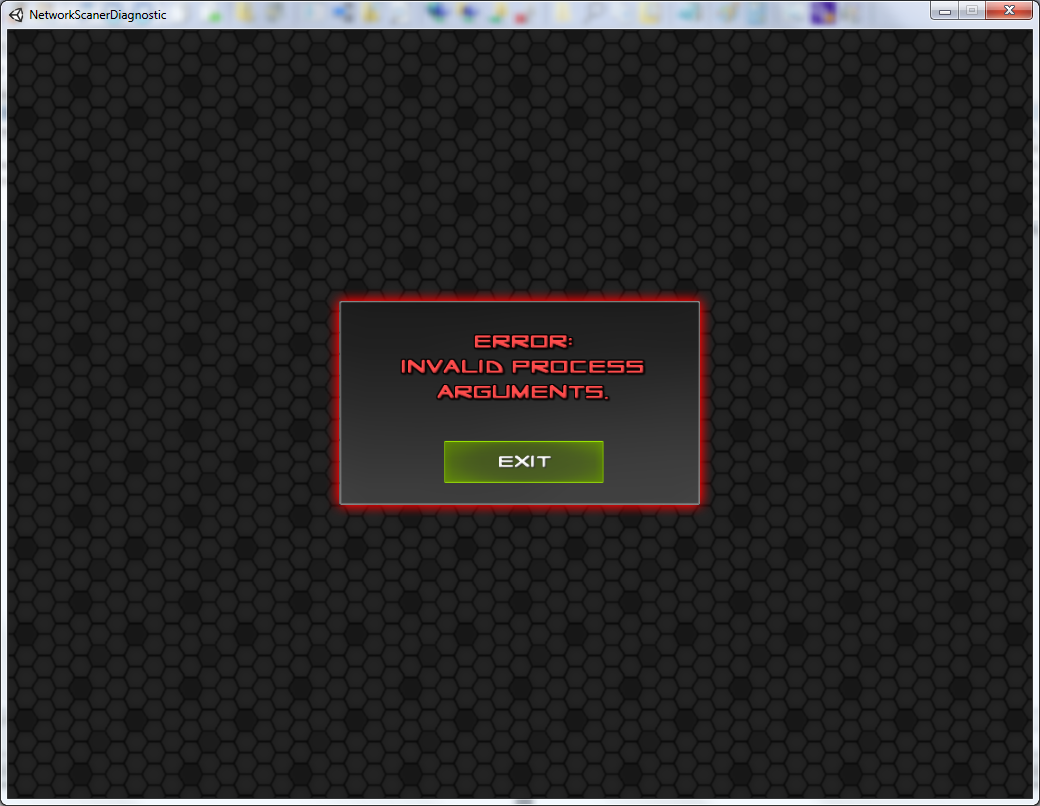 NetworkScanerDiagnostic
ERROR:
INVALID PROCESS
ARGUMENTS.
EXIT